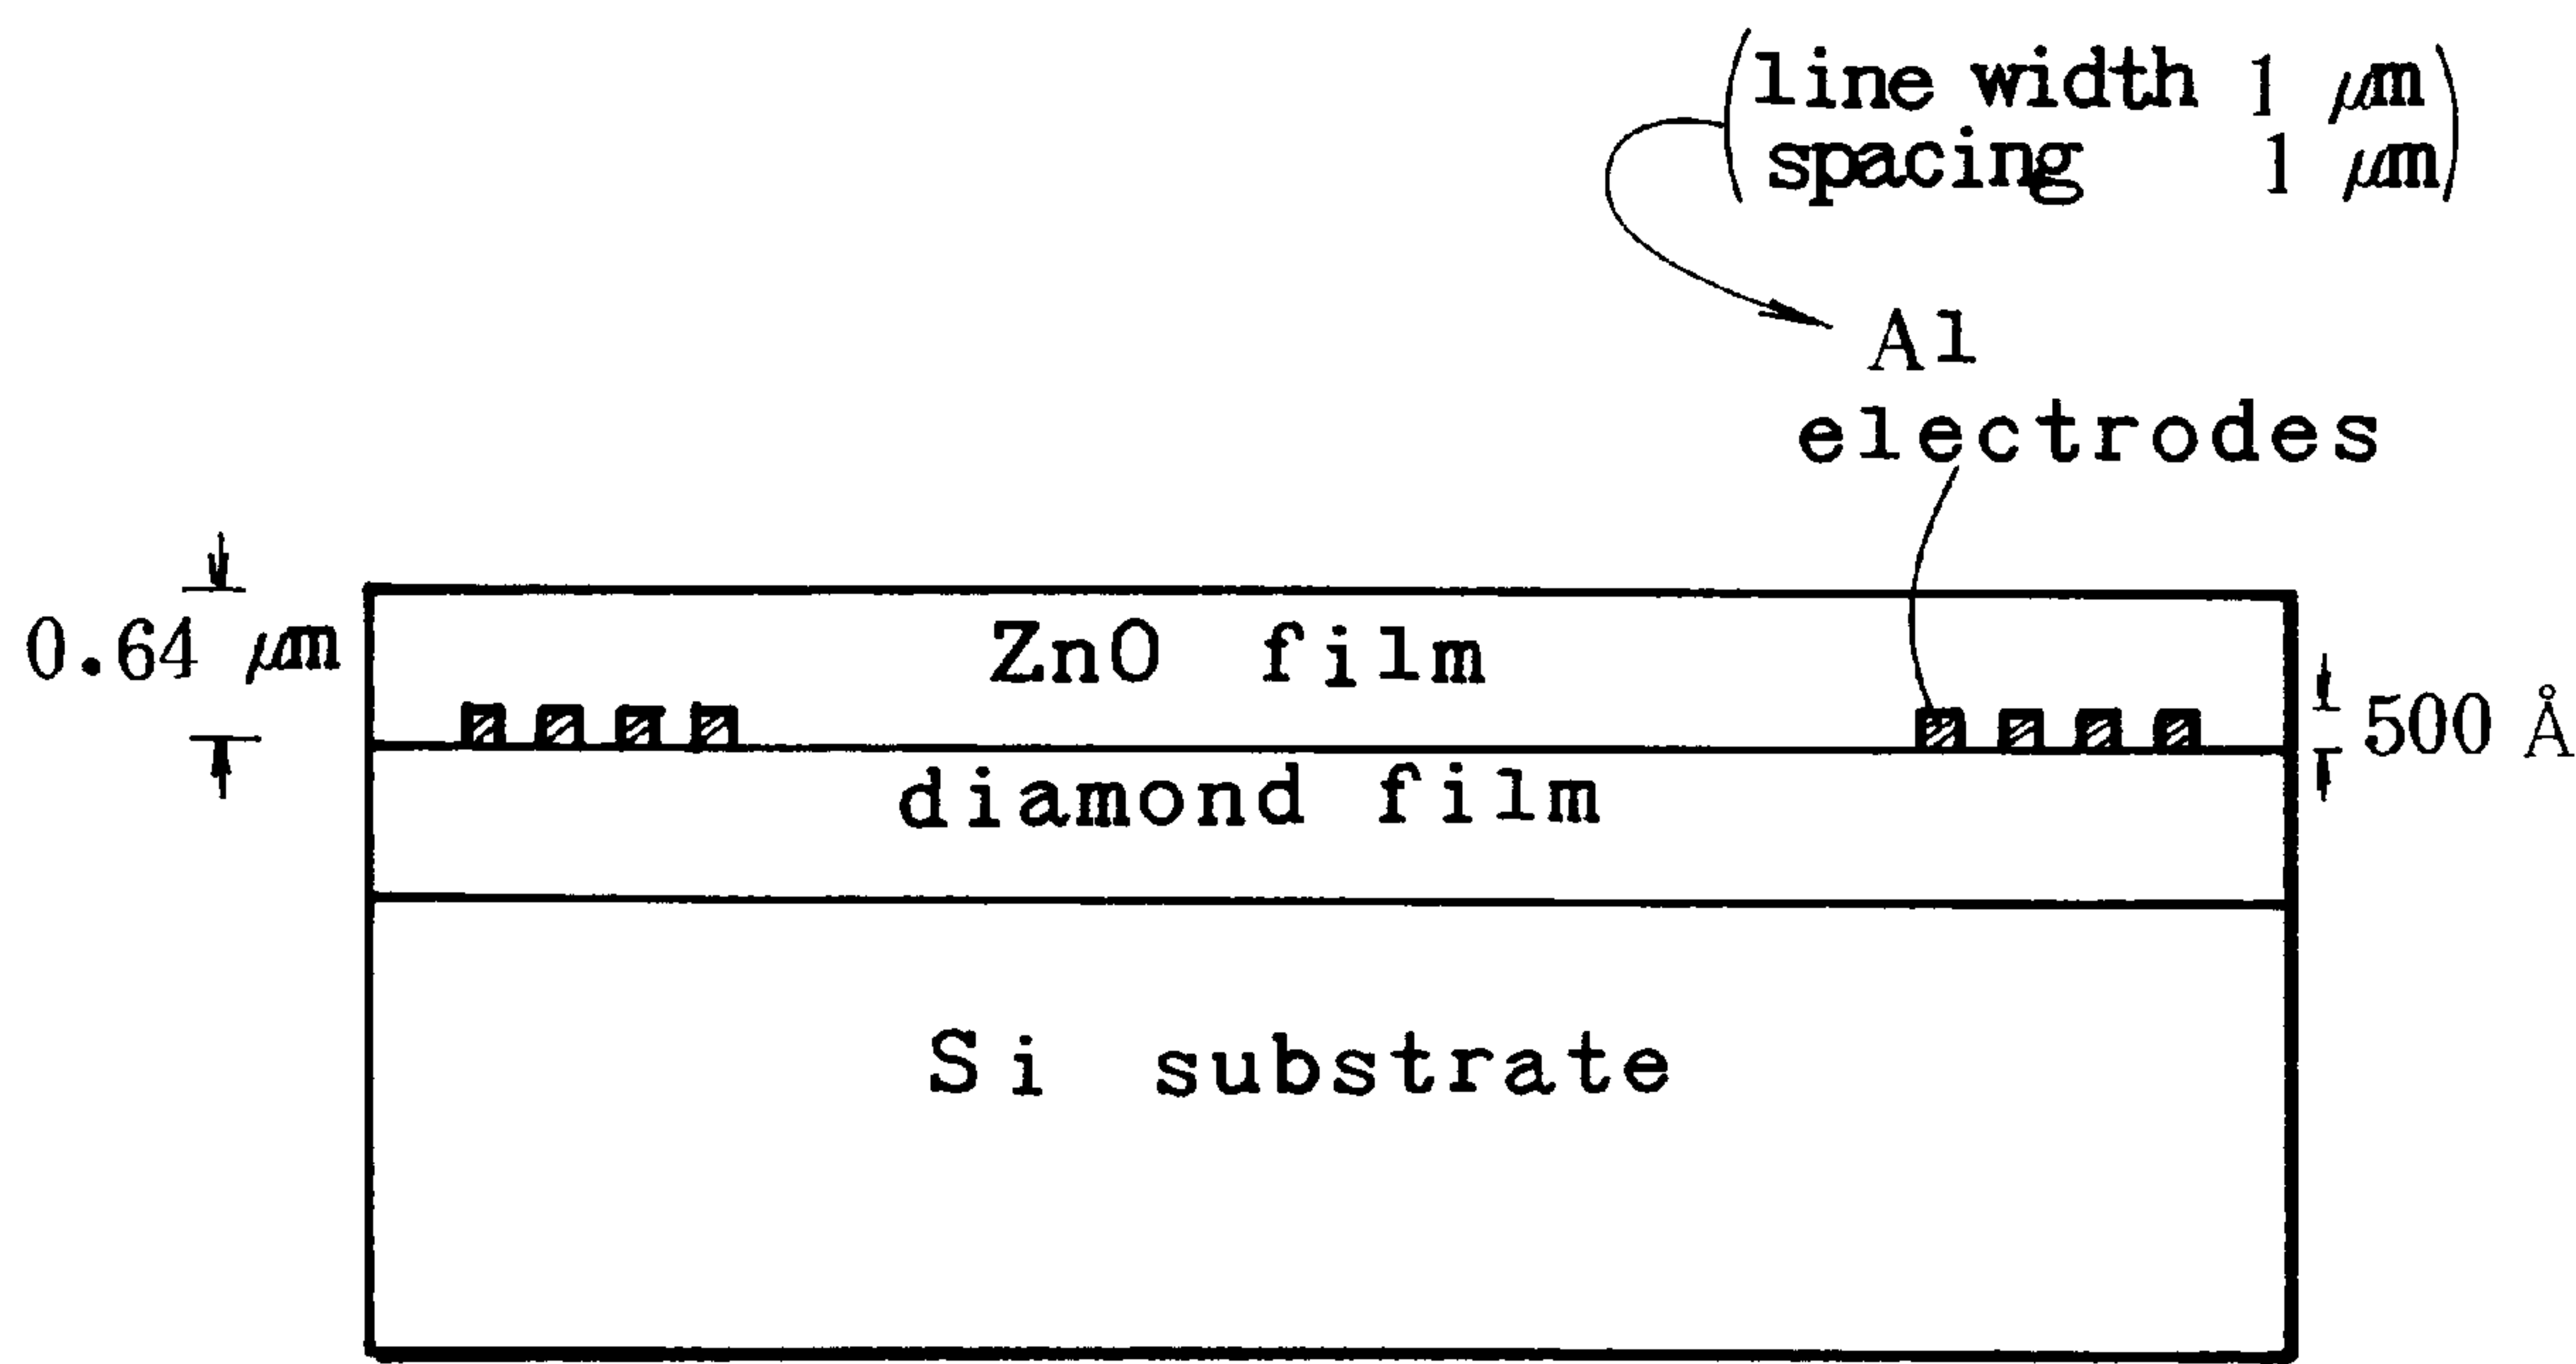 (line width 1 μm
spacing 1 μm)
Al
electrodes
0.64 μm
ZnO film
500 Å
diamond film
Si substrate